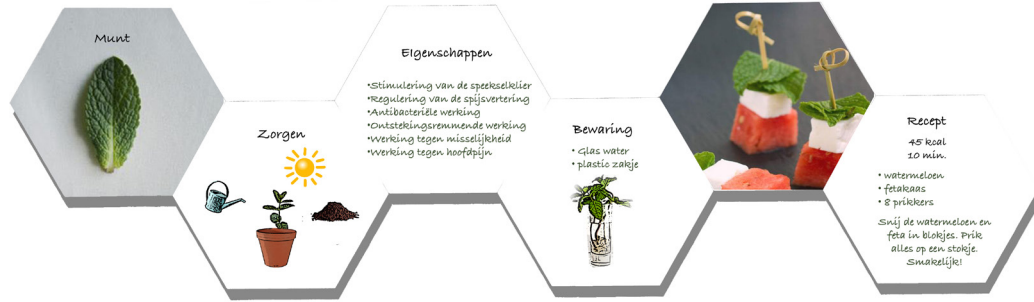 Munt
Zorgen
EIgenschappen
•Stimulering van de speekselklier
•Regulering van de spijsvertering
•Antibacteriële werking
•Ontstekingsremmende werking
•Werking tegen misselijkheid
•Werking tegen hoofdpijn
Bewaring
• Glas water
• plastic zakje
Recept
45 kcal
10 min.
• watermeloen
• fetakaas
• 8 prikkers
Snij de watermeloen en
feta in blokjes. Prik
alles op een stokje.
Smakelijk!